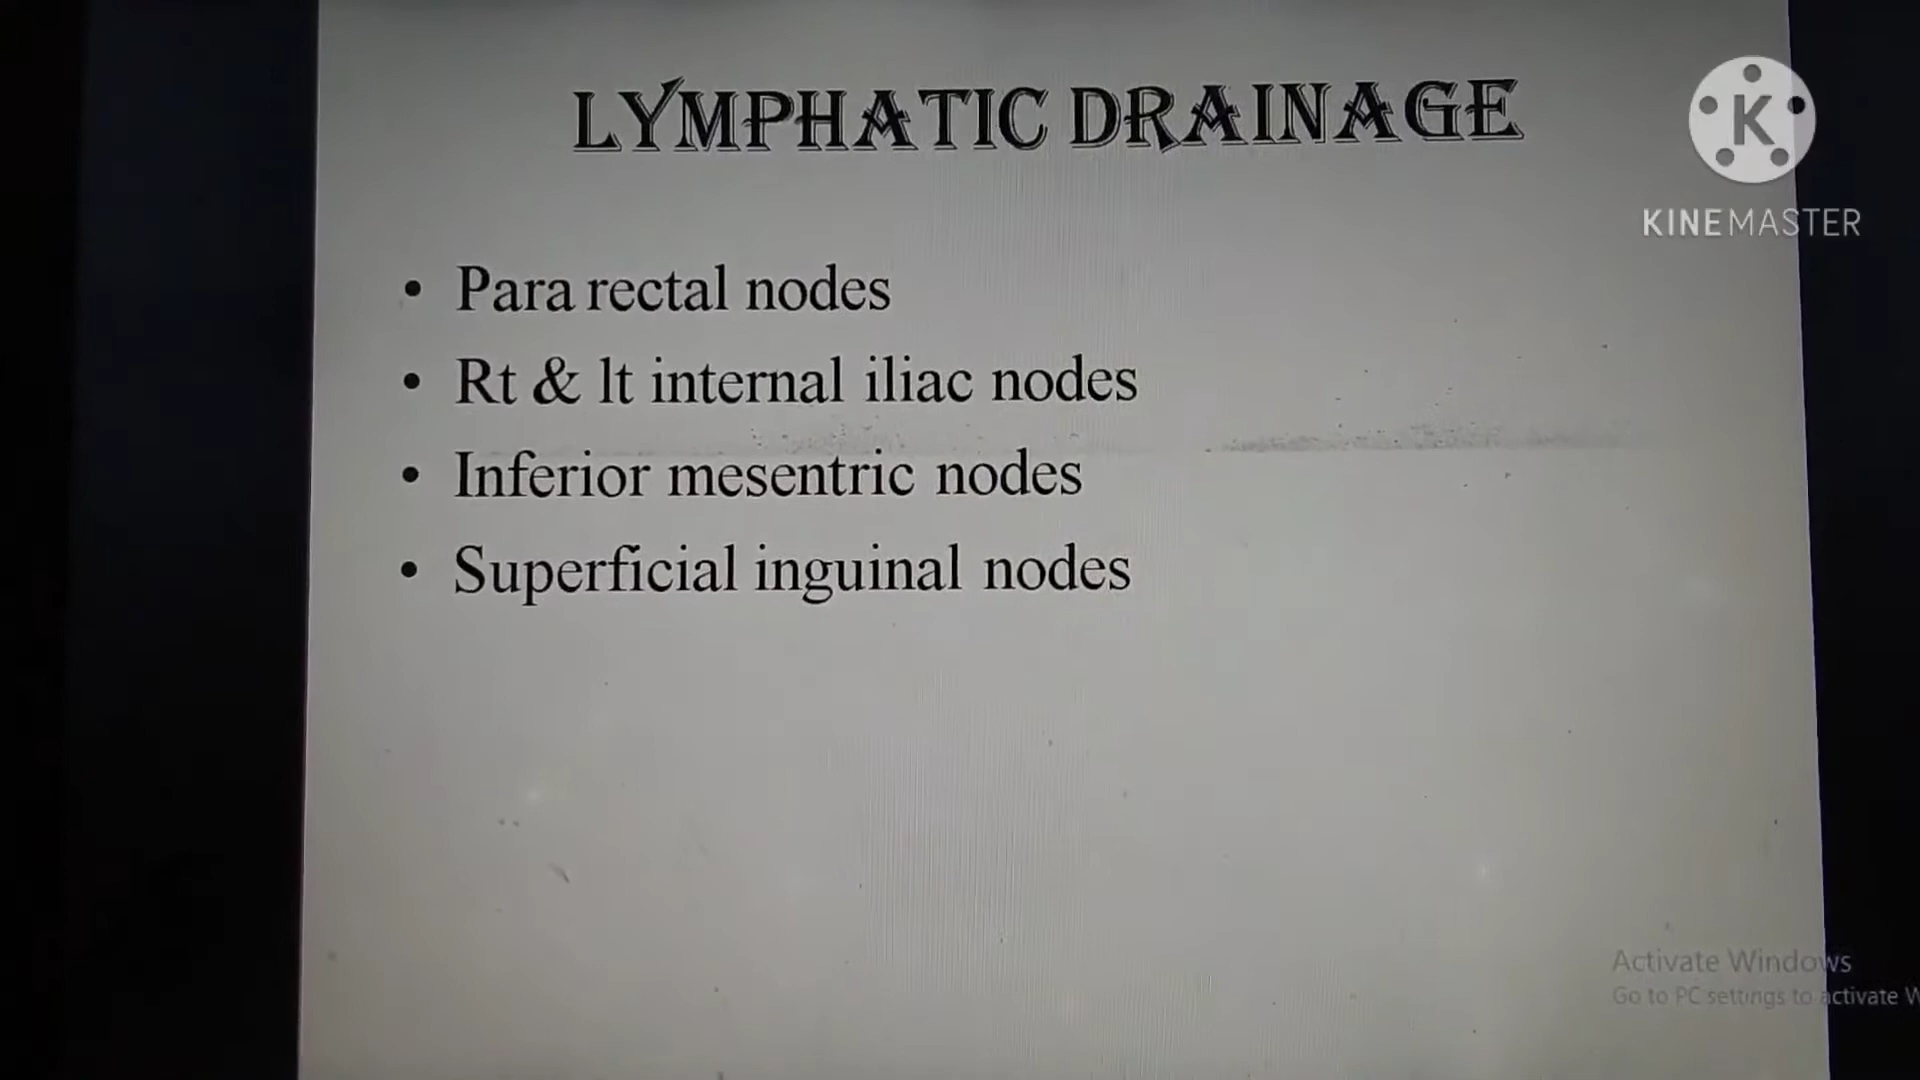 LYMPHATIC DRAINAGE
KINEMASTER
• Para rectal nodes
• Rt & lt internal iliac nodes
• Inferior mesentric nodes
• Superficial inguinal nodes
Activate Windows
Go to PC settings to activate W